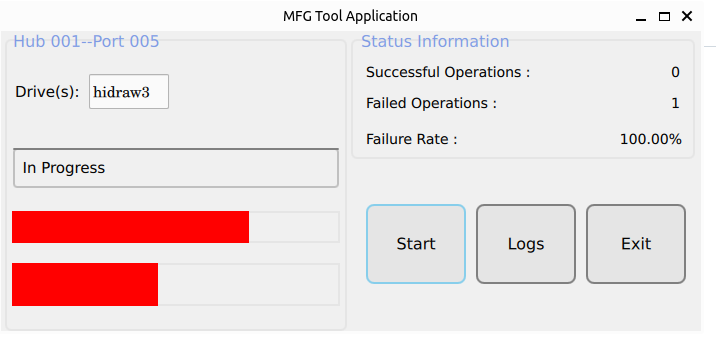 MFG Tool Application
Hub 001--Port 005
Drive(s): hidraw3
In Progress
Status Information
Successful Operations : 0
Failed Operations : 1
Failure Rate : 100.00%
Start Logs Exit